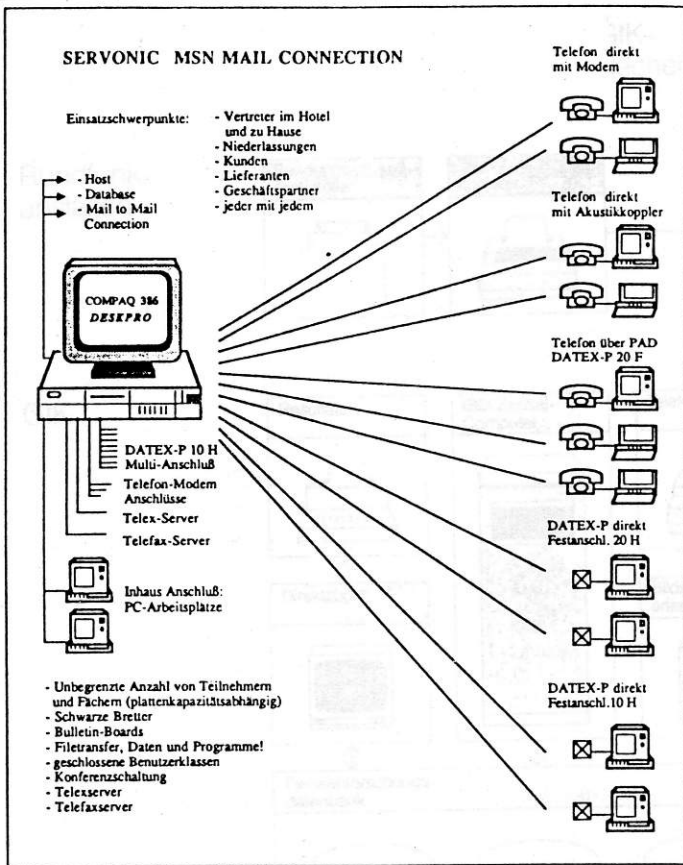 SERVONIC MSN MAIL CONNECTION
Einsatzschwerpunkte:
- Vertreter im Hotel
und zu Hause
- Niederlassungen
- Kunden
- Lieferanten
- Geschäftspartner
- jeder mit jedem
- Host
- Database
- Mail to Mail
Connection
COMPAQ 386
DESKPRO
DATEX-P 10 H
Multi-Anschluß
Telefon-Modem
Anschlüsse
Telex-Server
Telefax-Server
Inhaus Anschluß:
PC-Arbeitsplätze
- Unbegrenzte Anzahl von Teilnehmern
und Fächern (plattenkapazitätsabhängig)
- Schwarze Bretter
- Bulletin-Boards
- Filetransfer, Daten und Programme!
- geschlossene Benutzerklassen
- Konferenzschaltung
- Telexserver
- Telefaxserver
Telefon direkt
mit Modem
Telefon direkt
mit Akustikkoppler
Telefon über PAD
DATEX-P 20 F
DATEX-P direkt
Festanschl. 20 H
DATEX-P direkt
Festanschl.10 H